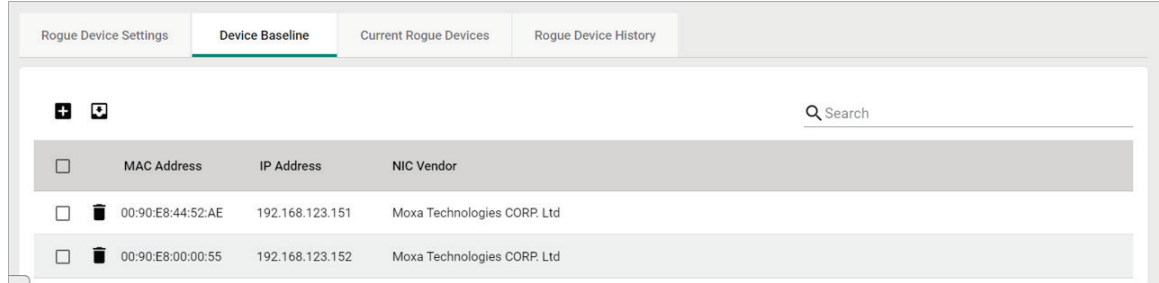 Rogue Device Settings Device Baseline Current Rogue Devices Rogue Device History
Search
MAC Address IP Address NIC Vendor
00:90:E8:44:52:AE 192.168.123.151 Moxa Technologies CORP. Ltd
00:90:E8:00:00:55 192.168.123.152 Moxa Technologies CORP. Ltd